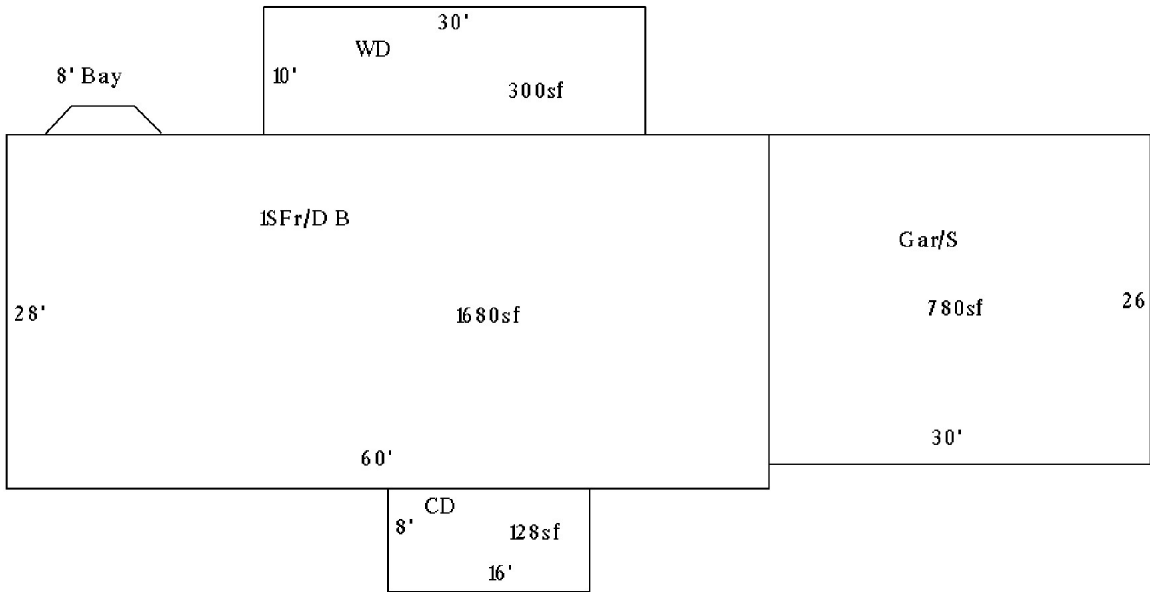 30'
WD
8' Bay
10'
300sf
1SFr/D B
Gar/S
28'
1680sf
780sf
26
60'
30'
CD
8'
128sf
16'